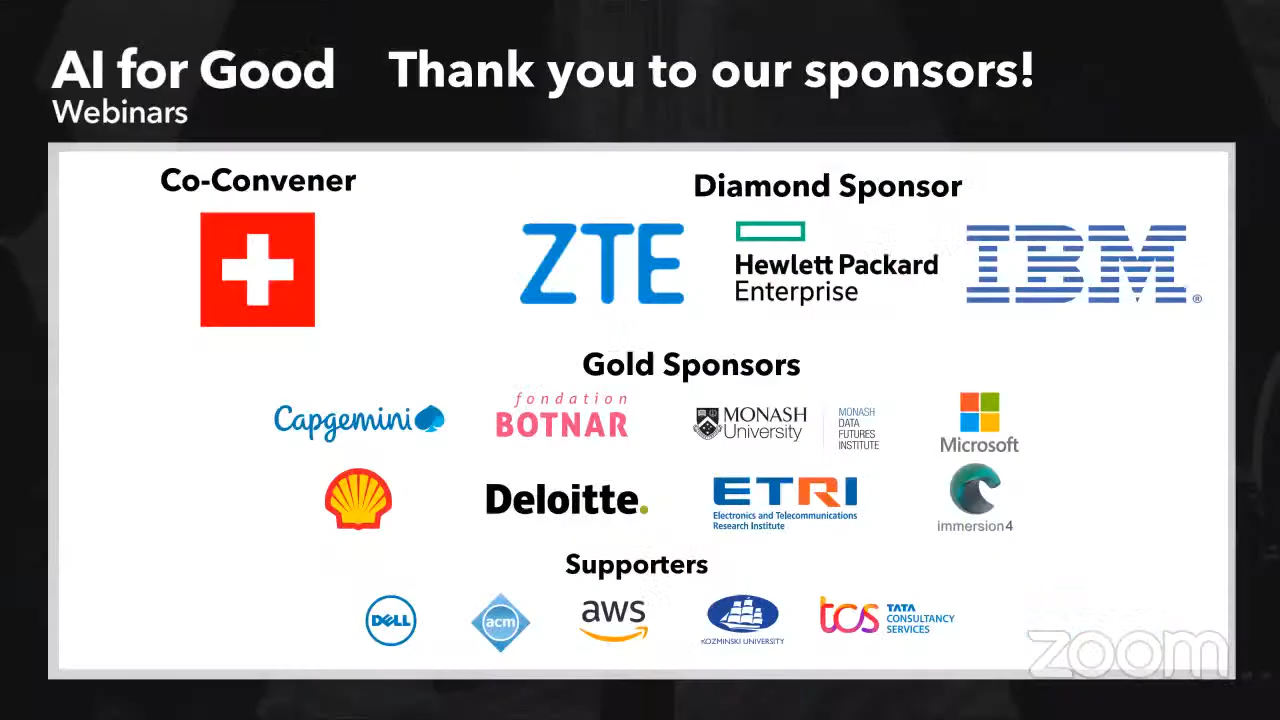 AI for Good
Webinars
Thank you to our sponsors!
Co-Convener
Diamond Sponsor
ZTE
Hewlett Packard
Enterprise
IBM®
Gold Sponsors
Capgemini
fondation
BOTNAR
MONASH
University
MONASH
DATA
FUTURES
INSTITUTE
Microsoft
Deloitte.
ETRI
Electronics and Telecommunications
Research Institute
immersion4
Supporters
DELL
acm
aws
KOZMINSKI UNIVERSITY
tcs
TATA
CONSULTANCY
SERVICES
zoom